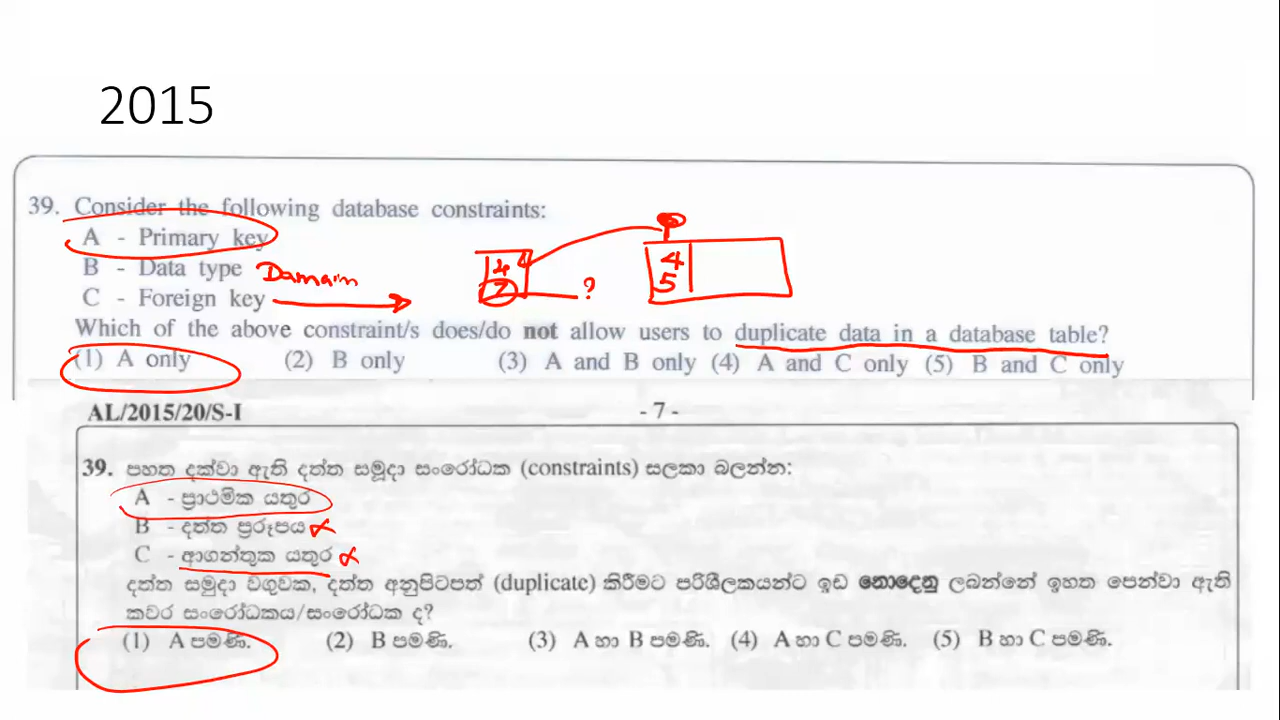 2015
39. Consider the following database constraints:
A - Primary key
B - Data type Damain
C - Foreign key
4
7
?
4
5
Which of the above constraint/s does/do not allow users to duplicate data in a database table?
(1) A only (2) B only (3) A and B only (4) A and C only (5) B and C only
AL/2015/20/S-I - 7 -
39. පහත දක්වා ඇති දත්ත සමුදා සංරෝධක (constraints) සලකා බලන්න:
A - ප්‍රාථමික යතුර
B - දත්ත ප්‍රරූපය
C - ආගන්තුක යතුර
දත්ත සමුදා වගුවක, දත්ත අනුපිටපත් (duplicate) කිරීමට පරිශීලකයන්ට ඉඩ නොදෙනු ලබන්නේ ඉහත පෙන්වා ඇති
කවර සංරෝධකය/සංරෝධක ද?
(1) A පමණි. (2) B පමණි. (3) A හා B පමණි. (4) A හා C පමණි. (5) B හා C පමණි.